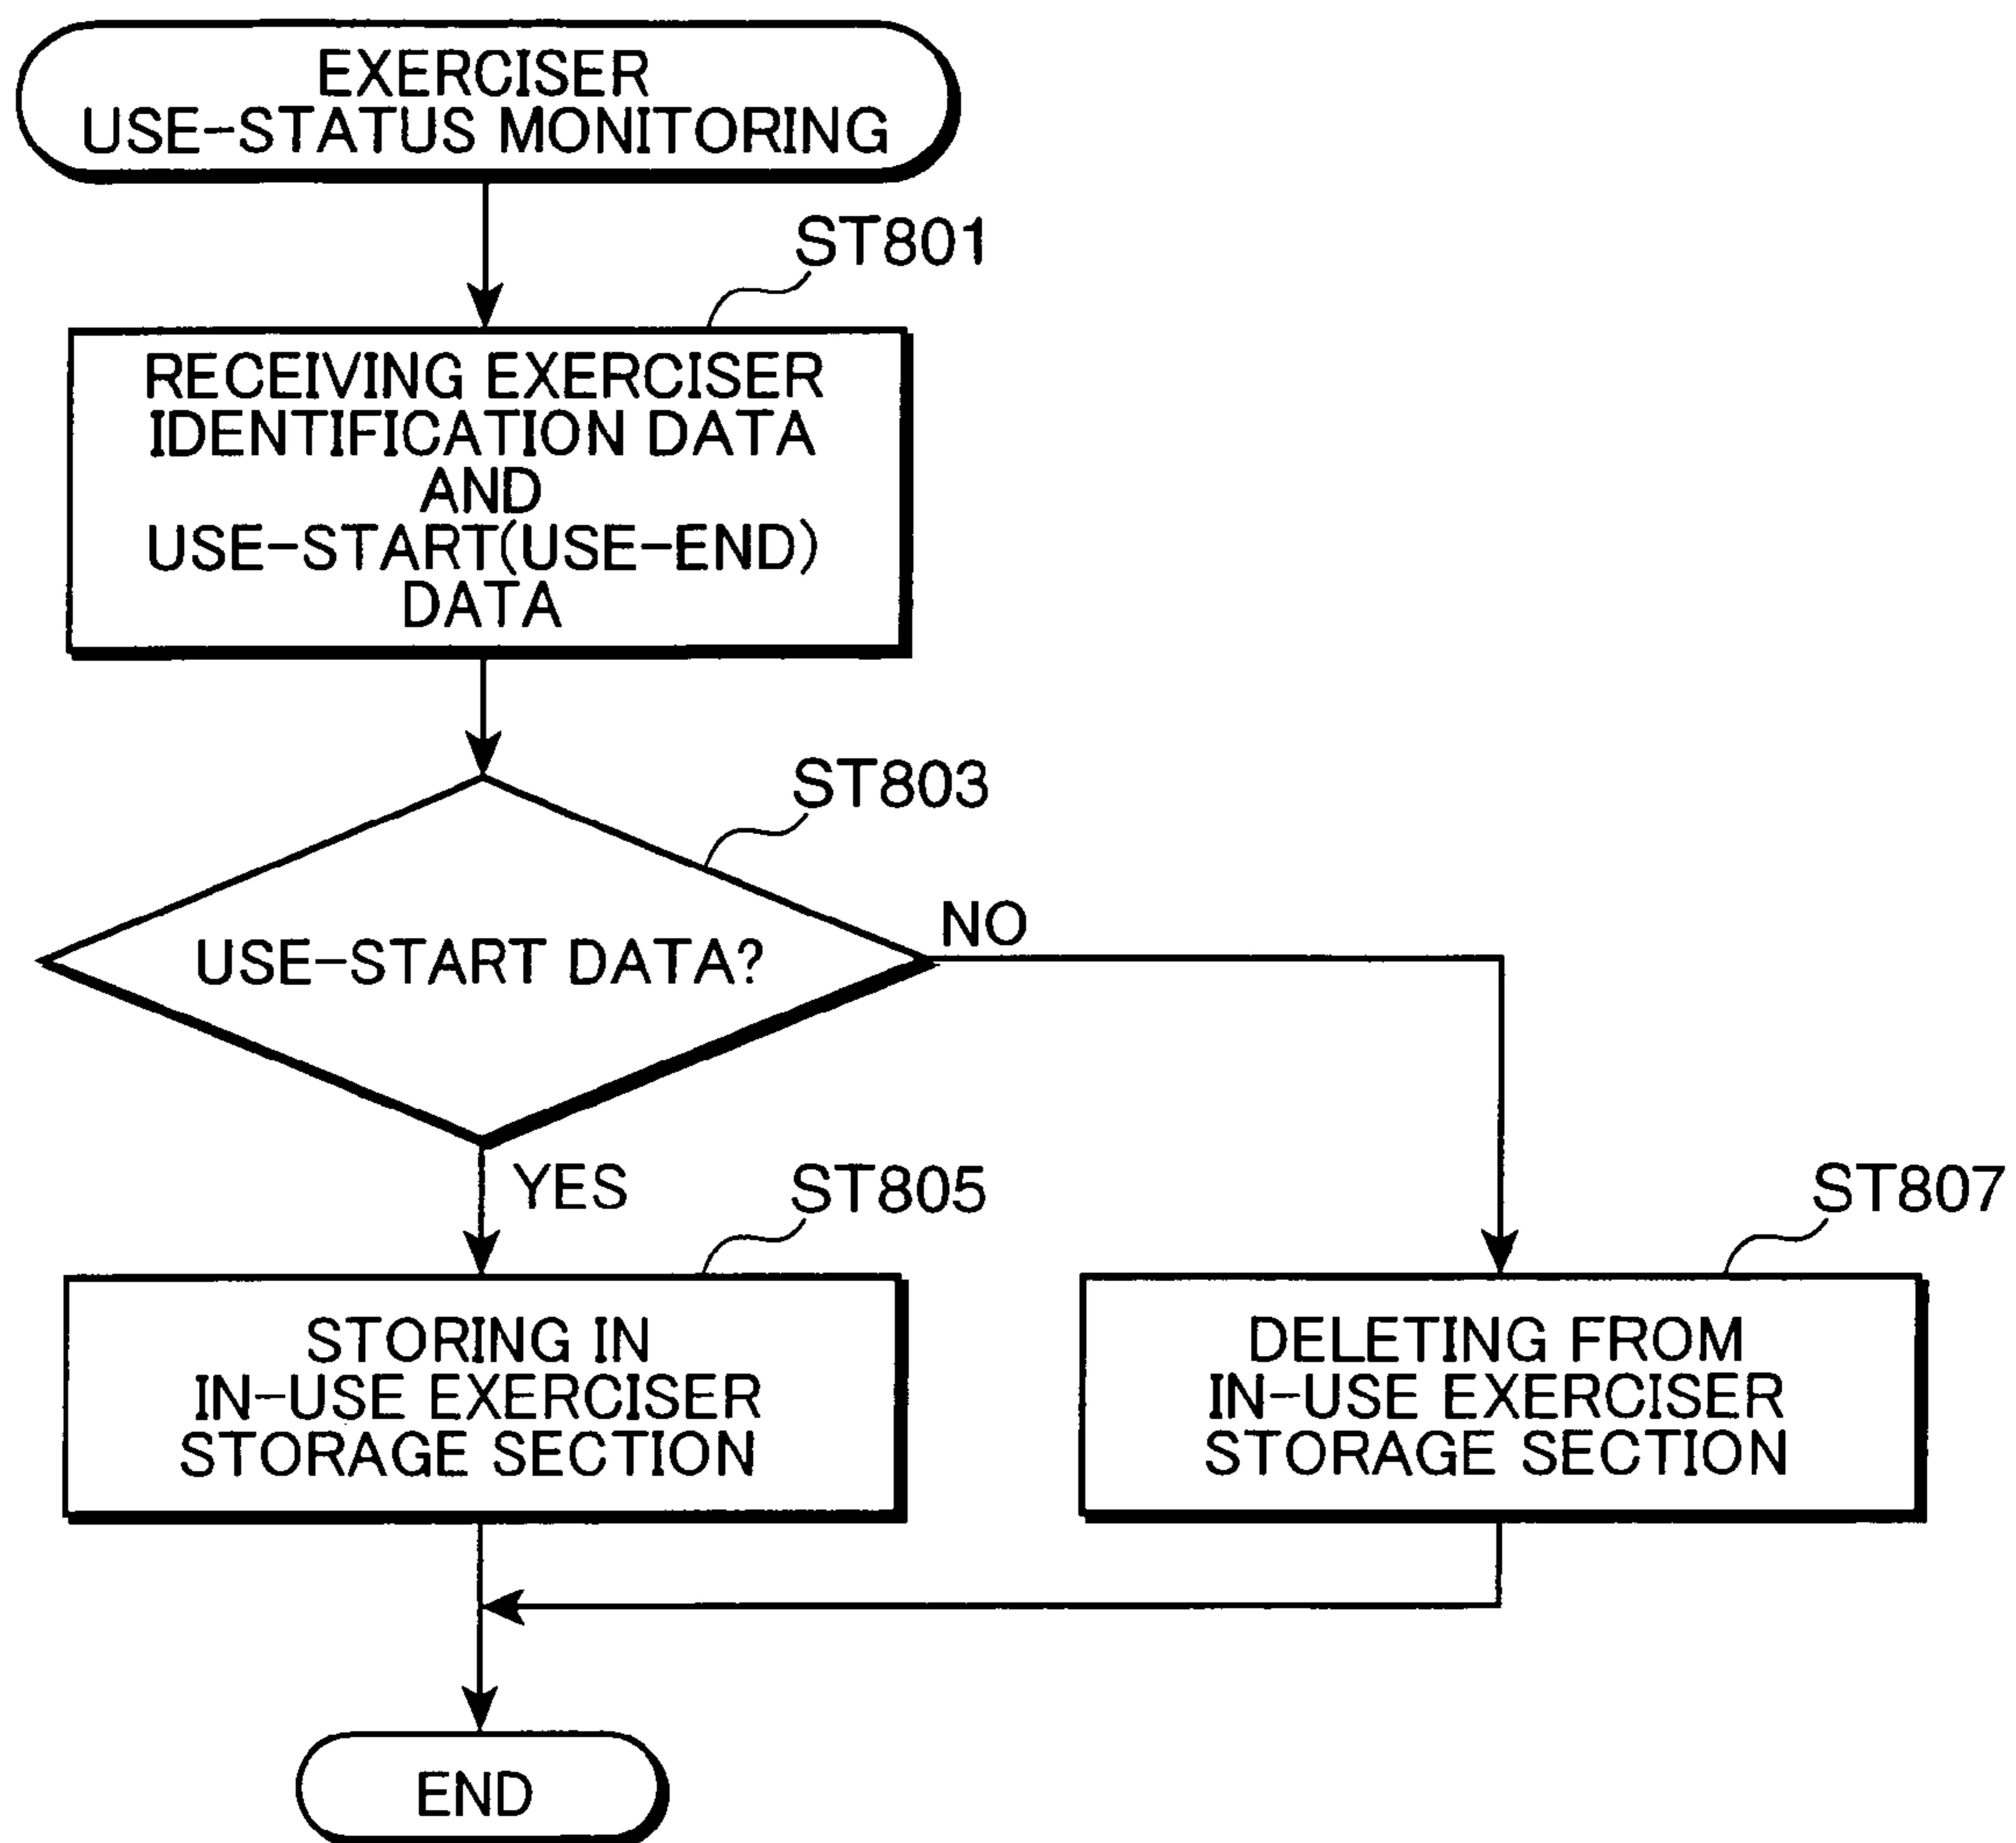 EXERCISER
USE-STATUS MONITORING
ST801
RECEIVING EXERCISER
IDENTIFICATION DATA
AND
USE-START(USE-END)
DATA
ST803
USE-START DATA?
NO
YES
ST805
ST807
STORING IN
IN-USE EXERCISER
STORAGE SECTION
DELETING FROM
IN-USE EXERCISER
STORAGE SECTION
END